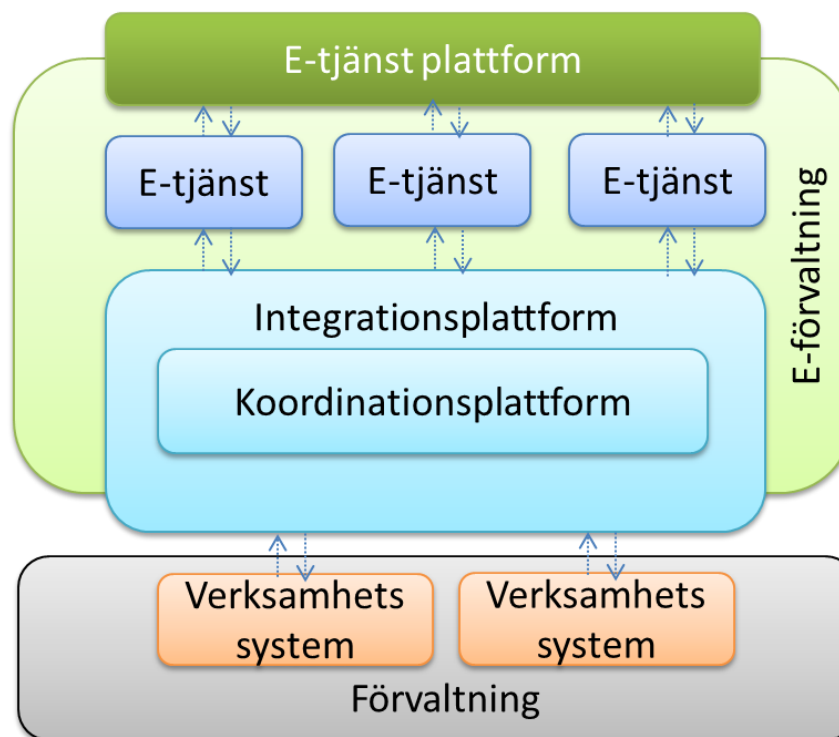 E-tjänst plattform
E-tjänst
E-tjänst
E-tjänst
E-förvaltning
Integrationsplattform
Koordinationsplattform
Verksamhets
system
Verksamhets
system
Förvaltning